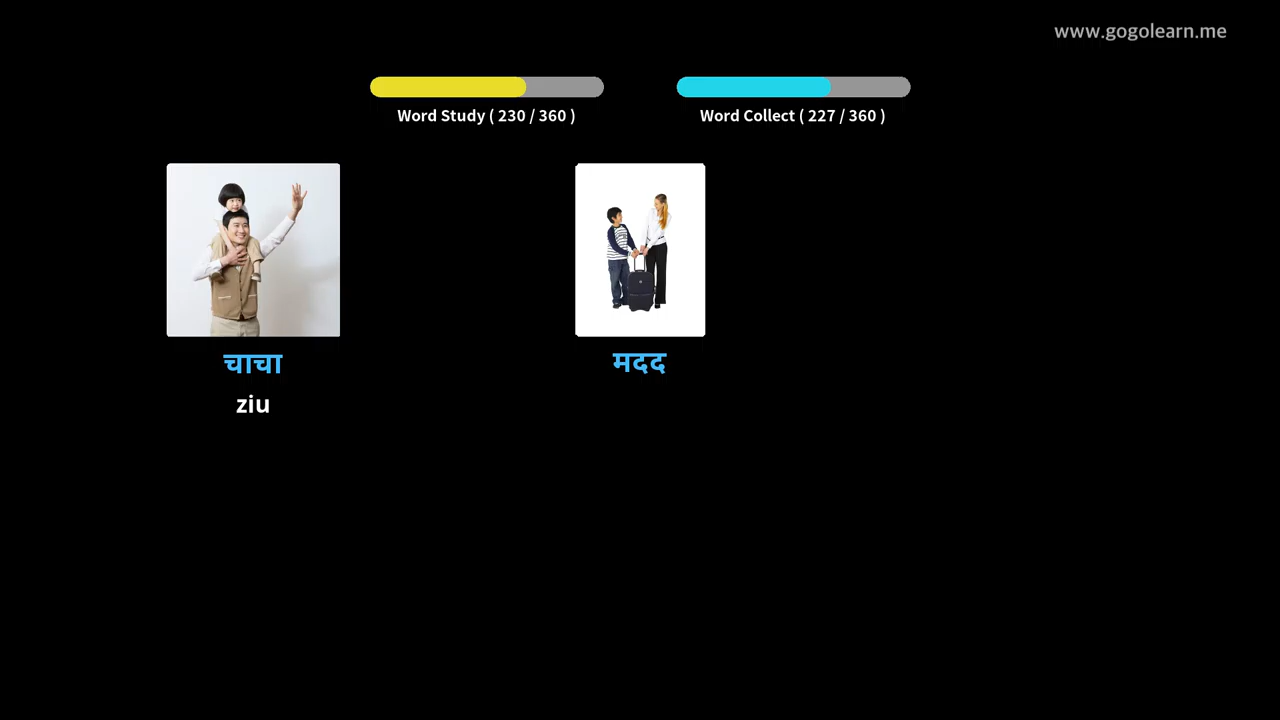 www.gogolearn.me
Word Study ( 230 / 360 )
Word Collect ( 227 / 360 )
चाचा
मदद
ziu